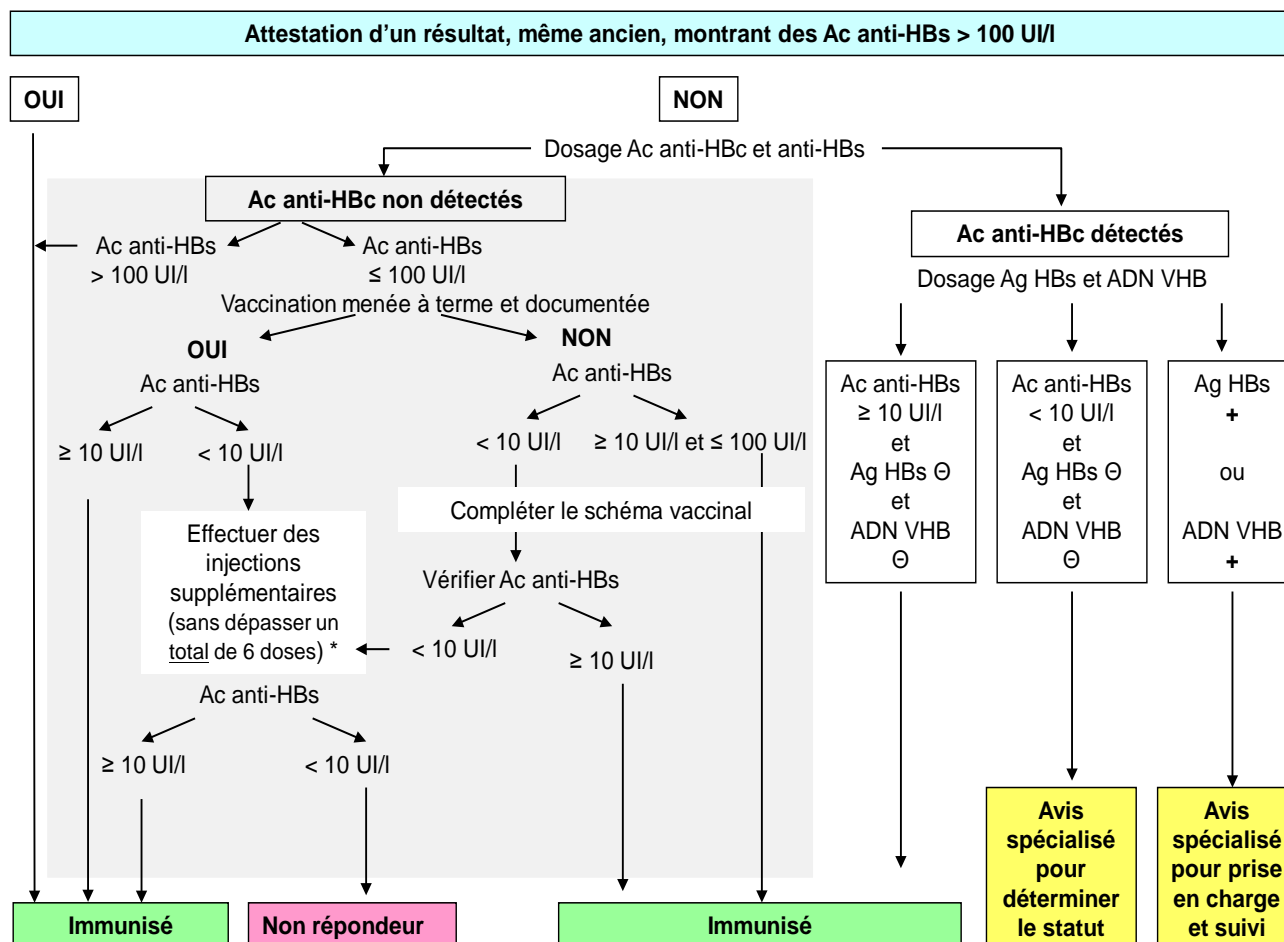 Attestation d’un résultat, même ancien, montrant des Ac anti-HBs > 100 UI/l
OUI
NON
Dosage Ac anti-HBc et anti-HBs
Ac anti-HBc non détectés
Ac anti-HBs
> 100 UI/l
Ac anti-HBs
≤ 100 UI/l
Vaccination menée à terme et documentée
OUI
Ac anti-HBs
≥ 10 UI/l
< 10 UI/l
Effectuer des
injections
supplémentaires
(sans dépasser un
total de 6 doses) *
NON
Ac anti-HBs
< 10 UI/l
≥ 10 UI/l et ≤ 100 UI/l
Compléter le schéma vaccinal
Vérifier Ac anti-HBs
< 10 UI/l
≥ 10 UI/l
Ac anti-HBs
≥ 10 UI/l
< 10 UI/l
Ac anti-HBc détectés
Dosage Ag HBs et ADN VHB
Ac anti-HBs
≥ 10 UI/l
et
Ag HBs Θ
et
ADN VHB
Θ
Ac anti-HBs
< 10 UI/l
et
Ag HBs Θ
et
ADN VHB
Θ
Ag HBs
+
ou
ADN VHB
+
Immunisé
Non répondeur
Immunisé
Avis
spécialisé
pour
déterminer
le statut
Avis
spécialisé
pour prise
en charge
et suivi